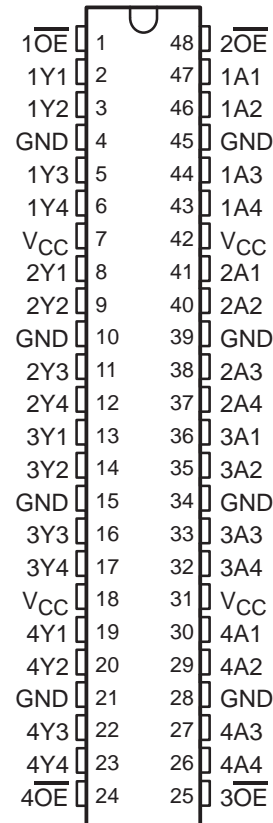 1O̅E̅ 1 48 2O̅E̅
1Y1 2 47 1A1
1Y2 3 46 1A2
GND 4 45 GND
1Y3 5 44 1A3
1Y4 6 43 1A4
VCC 7 42 VCC
2Y1 8 41 2A1
2Y2 9 40 2A2
GND 10 39 GND
2Y3 11 38 2A3
2Y4 12 37 2A4
3Y1 13 36 3A1
3Y2 14 35 3A2
GND 15 34 GND
3Y3 16 33 3A3
3Y4 17 32 3A4
VCC 18 31 VCC
4Y1 19 30 4A1
4Y2 20 29 4A2
GND 21 28 GND
4Y3 22 27 4A3
4Y4 23 26 4A4
4O̅E̅ 24 25 3O̅E̅